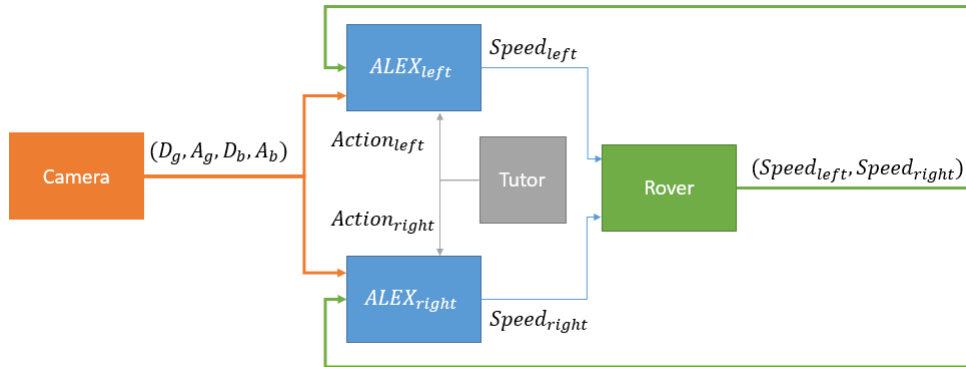 Speed_left
ALEX_left
(D_g, A_g, D_b, A_b)
Action_left
Camera
Tutor
Rover
(Speed_left, Speed_right)
Action_right
ALEX_right
Speed_right